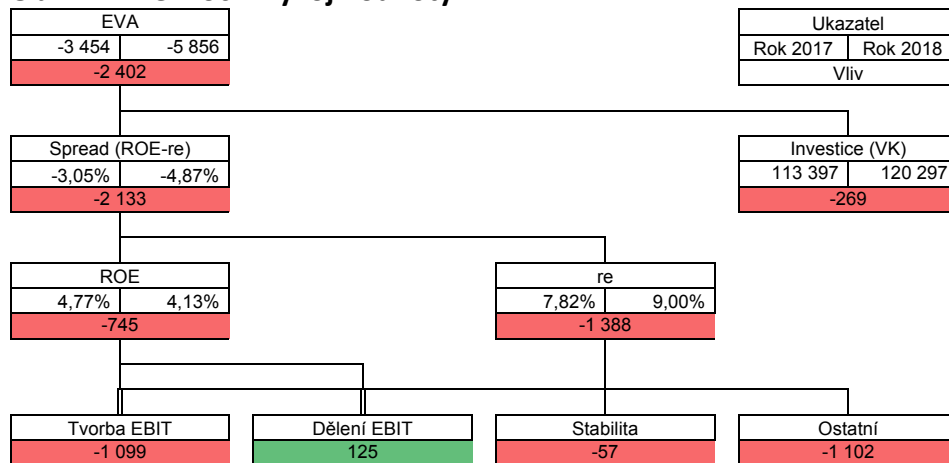 EVA
-3 454 -5 856
-2 402
Ukazatel
Rok 2017 Rok 2018
Vliv
Spread (ROE-re)
-3,05% -4,87%
-2 133
Investice (VK)
113 397 120 297
-269
ROE
4,77% 4,13%
-745
re
7,82% 9,00%
-1 388
Tvorba EBIT
-1 099
Dělení EBIT
125
Stabilita
-57
Ostatní
-1 102